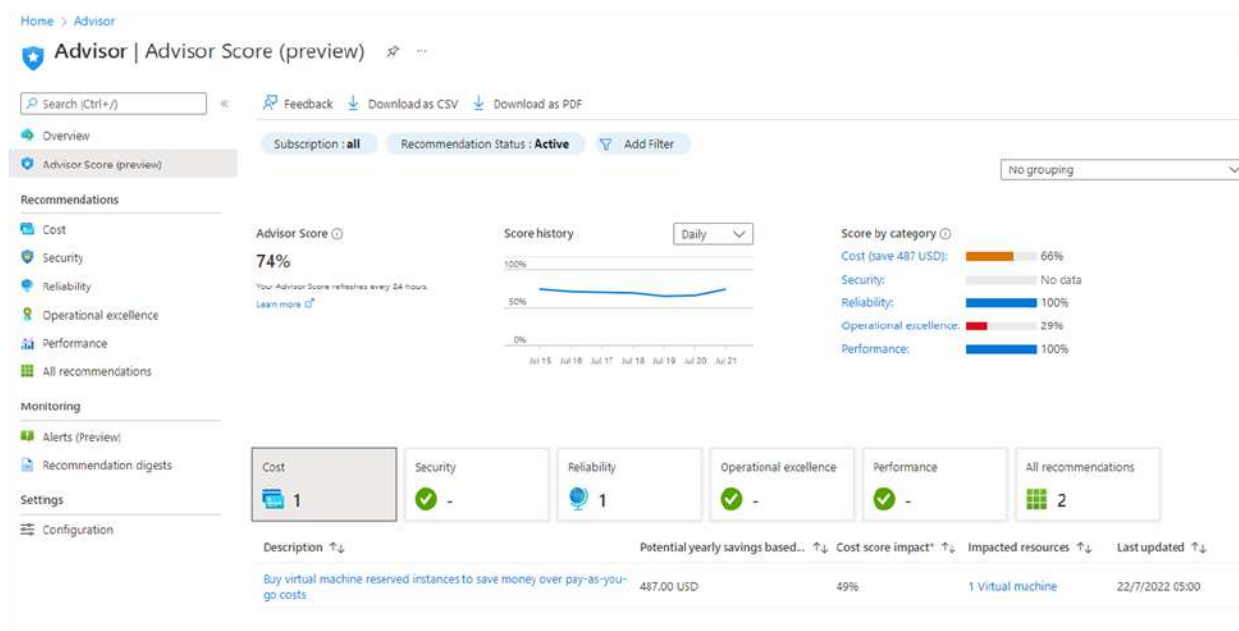 Home > Advisor
Advisor | Advisor Score (preview) ...
Search (Ctrl+/)
«
Feedback Download as CSV Download as PDF
Overview
Advisor Score (preview)
Subscription : all Recommendation Status : Active Add Filter
No grouping
Recommendations
Cost
Security
Reliability
Operational excellence
Performance
All recommendations
Monitoring
Alerts (Preview)
Recommendation digests
Settings
Configuration
Advisor Score
74%
Your Advisor Score refreshes every 24 hours.
Learn more
Score history Daily
100%
50%
0%
Jul 15 Jul 16 Jul 17 Jul 18 Jul 19 Jul 20 Jul 21
Score by category
Cost (save 487 USD): 66%
Security: No data
Reliability: 100%
Operational excellence: 29%
Performance: 100%
Cost Security Reliability Operational excellence Performance All recommendations
1 - 1 - - 2
Description ↑↓ Potential yearly savings based... ↑↓ Cost score impact* ↑↓ Impacted resources ↑↓ Last updated ↑↓
Buy virtual machine reserved instances to save money over pay-as-you-
go costs
487.00 USD 49% 1 Virtual machine 22/7/2022 05:00